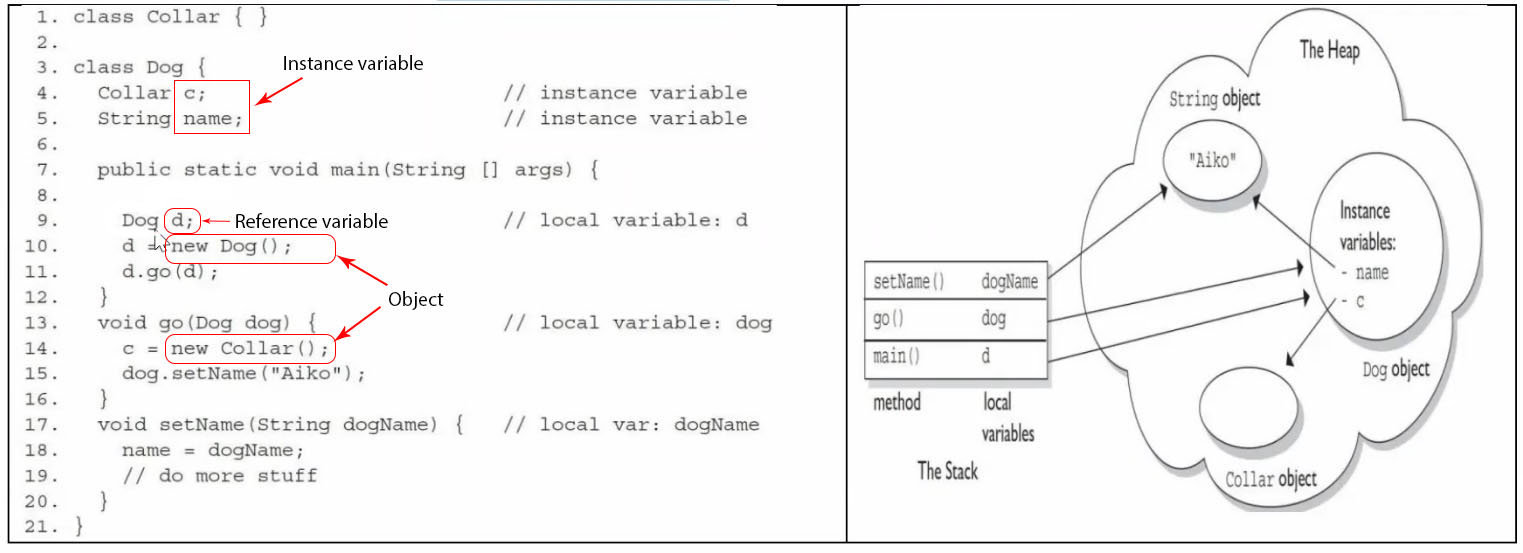 1. class Collar { }
2.
3. class Dog {
Instance variable
4. Collar c; // instance variable
5. String name; // instance variable
6.
7. public static void main(String [] args) {
8.
9. Dog d; // local variable: d
Reference variable
10. d = new Dog();
11. d.go(d);
12. }
Object
13. void go(Dog dog) { // local variable: dog
14. c = new Collar();
15. dog.setName("Aiko");
16. }
17. void setName(String dogName) { // local var: dogName
18. name = dogName;
19. // do more stuff
20. }
21. }
The Heap
String object
"Aiko"
Instance
variables:
- name
- c
Dog object
Collar object
setName() dogName
go() dog
main() d
method local
variables
The Stack